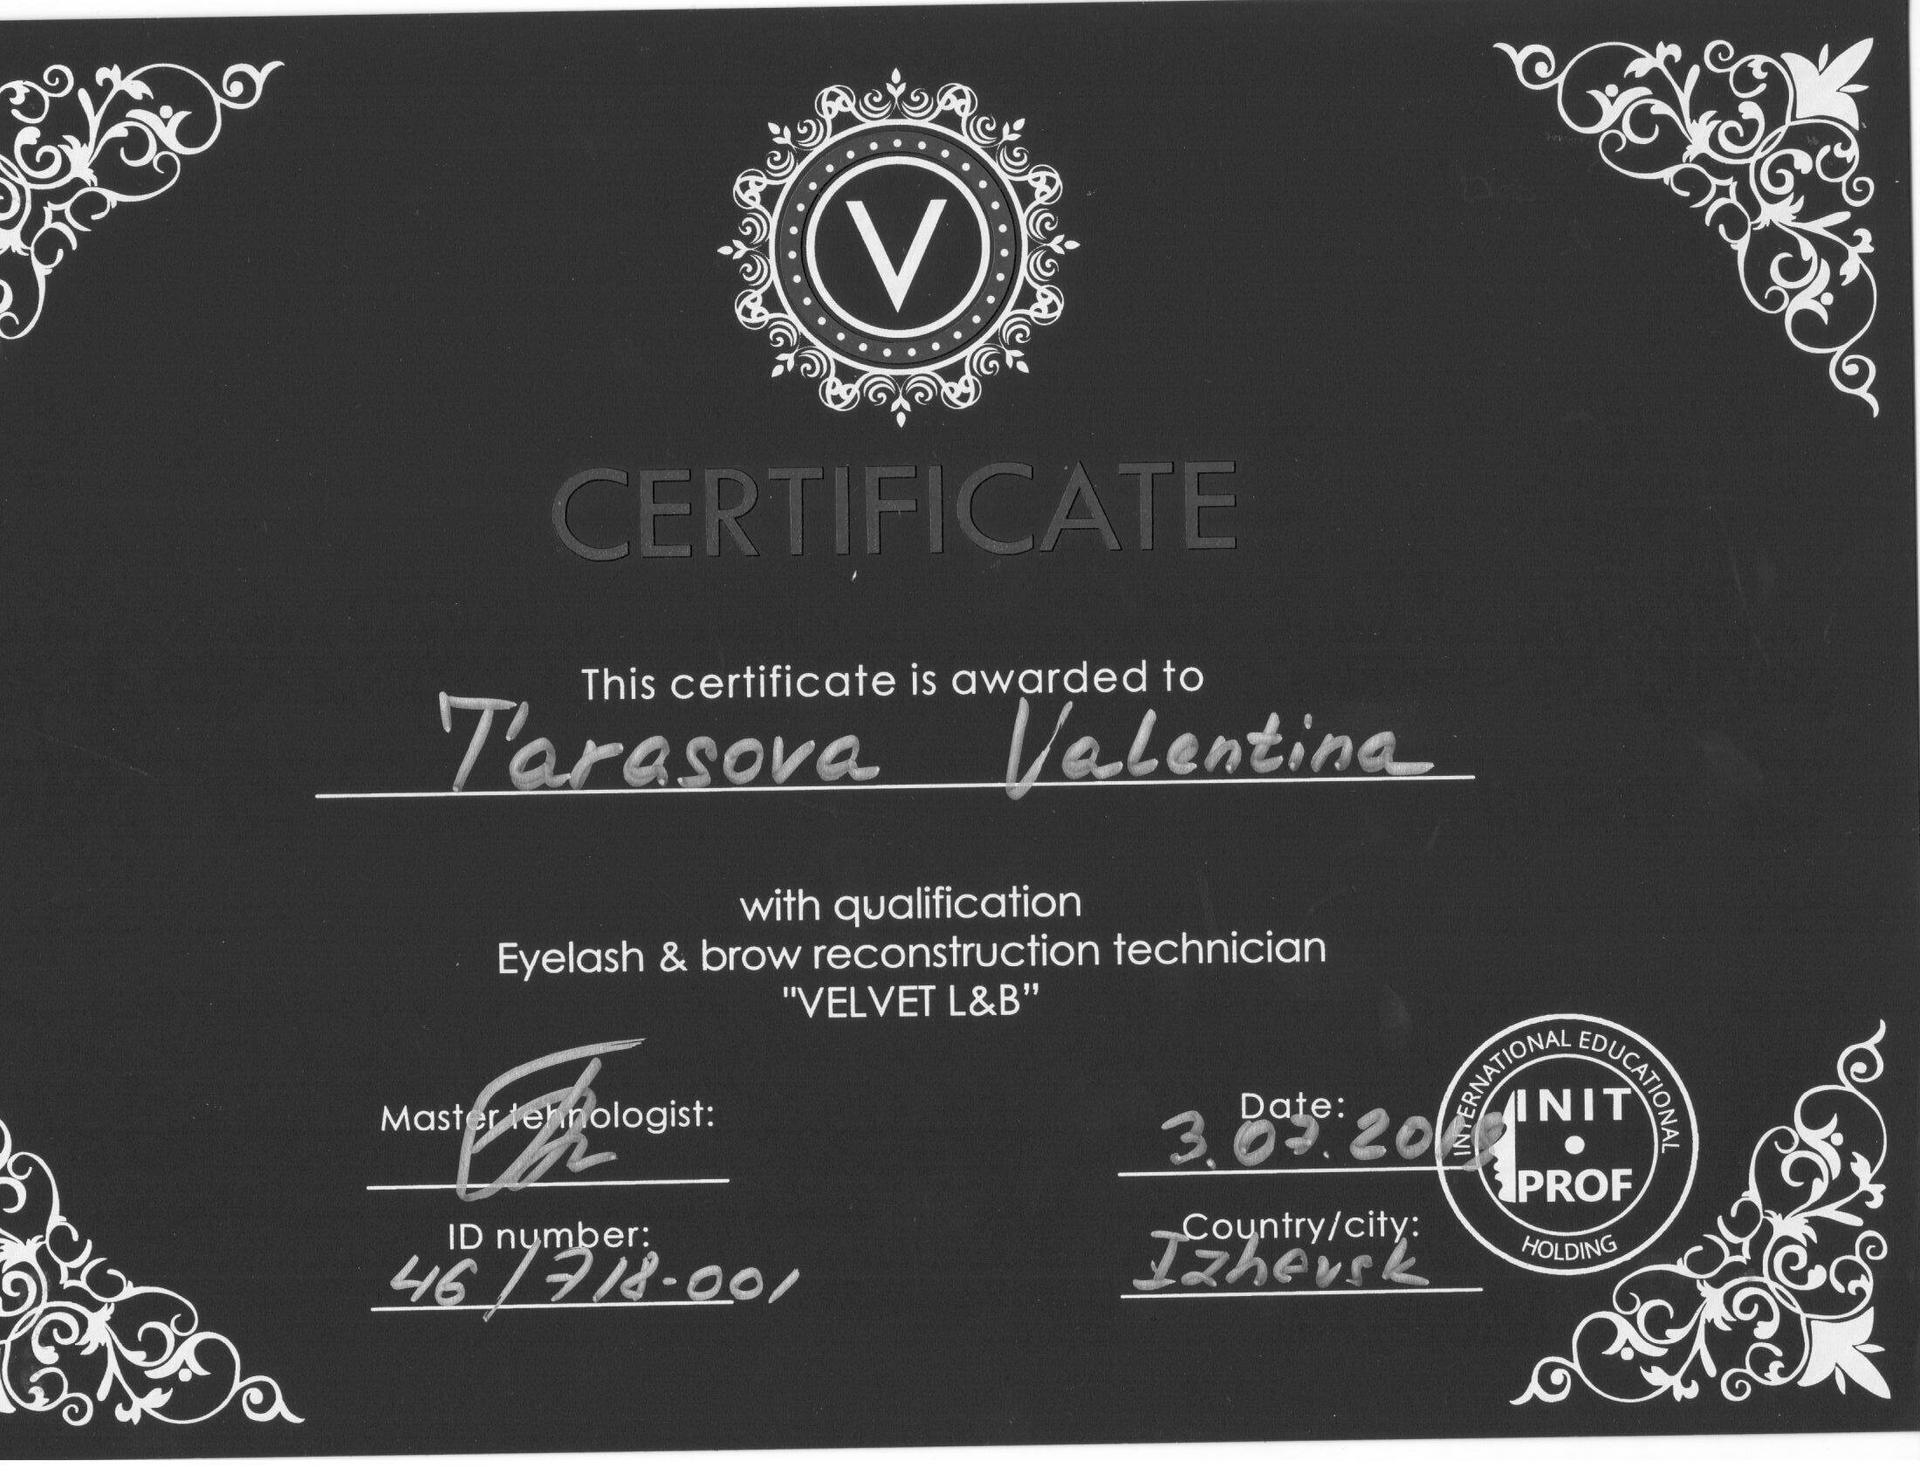 V
CERTIFICATE
This certificate is awarded to
Tarasova Valentina
with qualification
Eyelash & brow reconstruction technician
"VELVET L&B”
Master tehnologist:
Date:
3.07.2018
ID number:
46/718-001
Country/city:
Izhevsk
INTERNATIONAL EDUCATIONAL
INIT
PROF
HOLDING